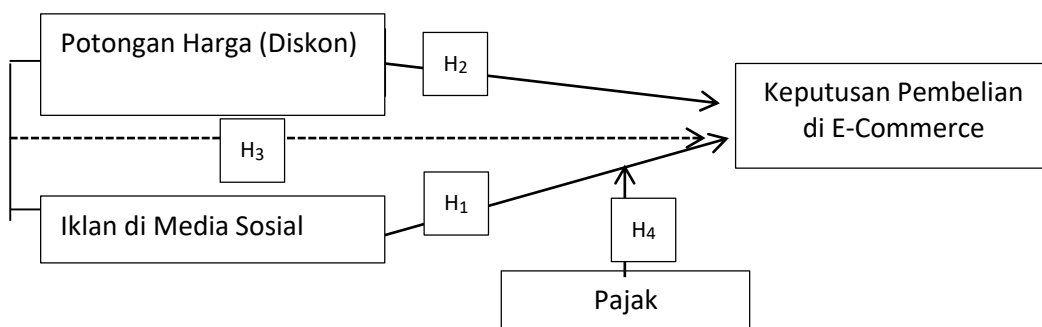 Potongan Harga (Diskon)
H₂
Keputusan Pembelian
di E-Commerce
H₃
Iklan di Media Sosial
H₁
H₄
Pajak